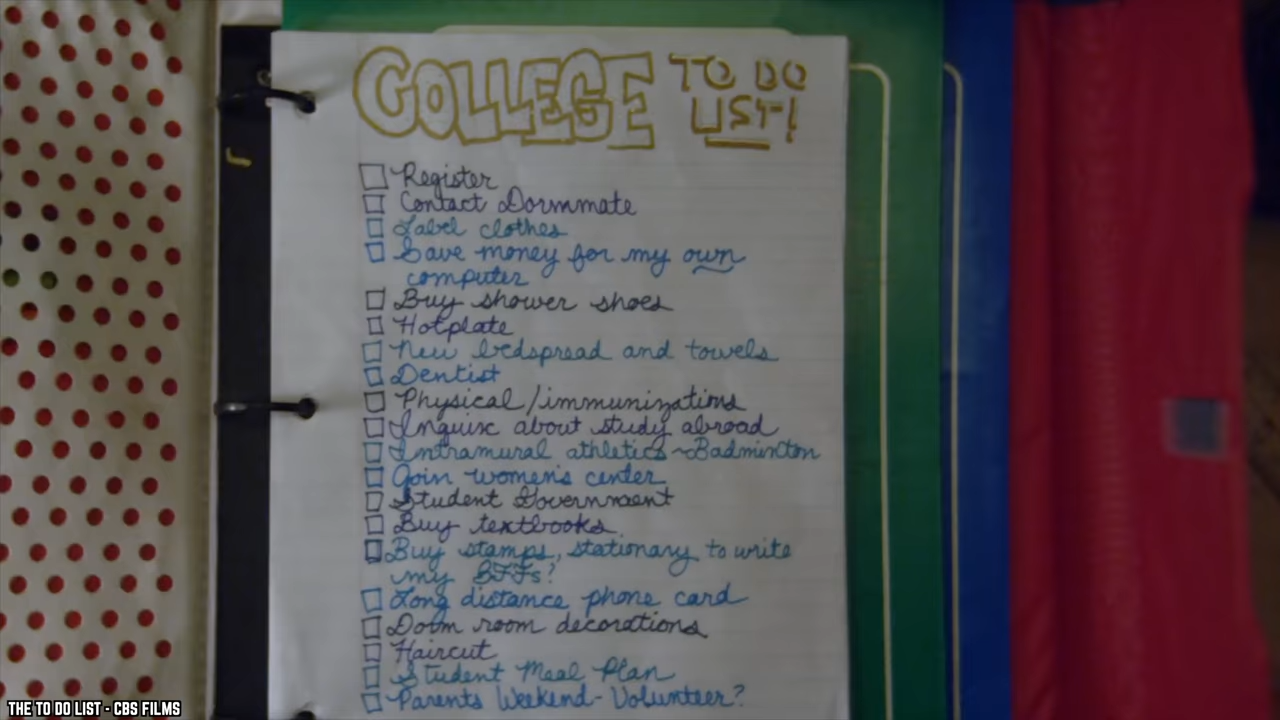 COLLEGE TO DO
LIST!
Register
Contact Dormmate
Label clothes
Save money for my own
computer
Buy shower shoes
Hotplate
New bedspread and towels
Dentist
Physical/immunizations
Inquire about study abroad
Intramural athletics~Badminton
Join women's center
Student Government
Buy textbooks
Buy stamps, stationary to write
my BFFs!
Long distance phone card
Dorm room decorations
Haircut
Student Meal Plan
Parents Weekend-Volunteer?
THE TO DO LIST - CBS FILMS